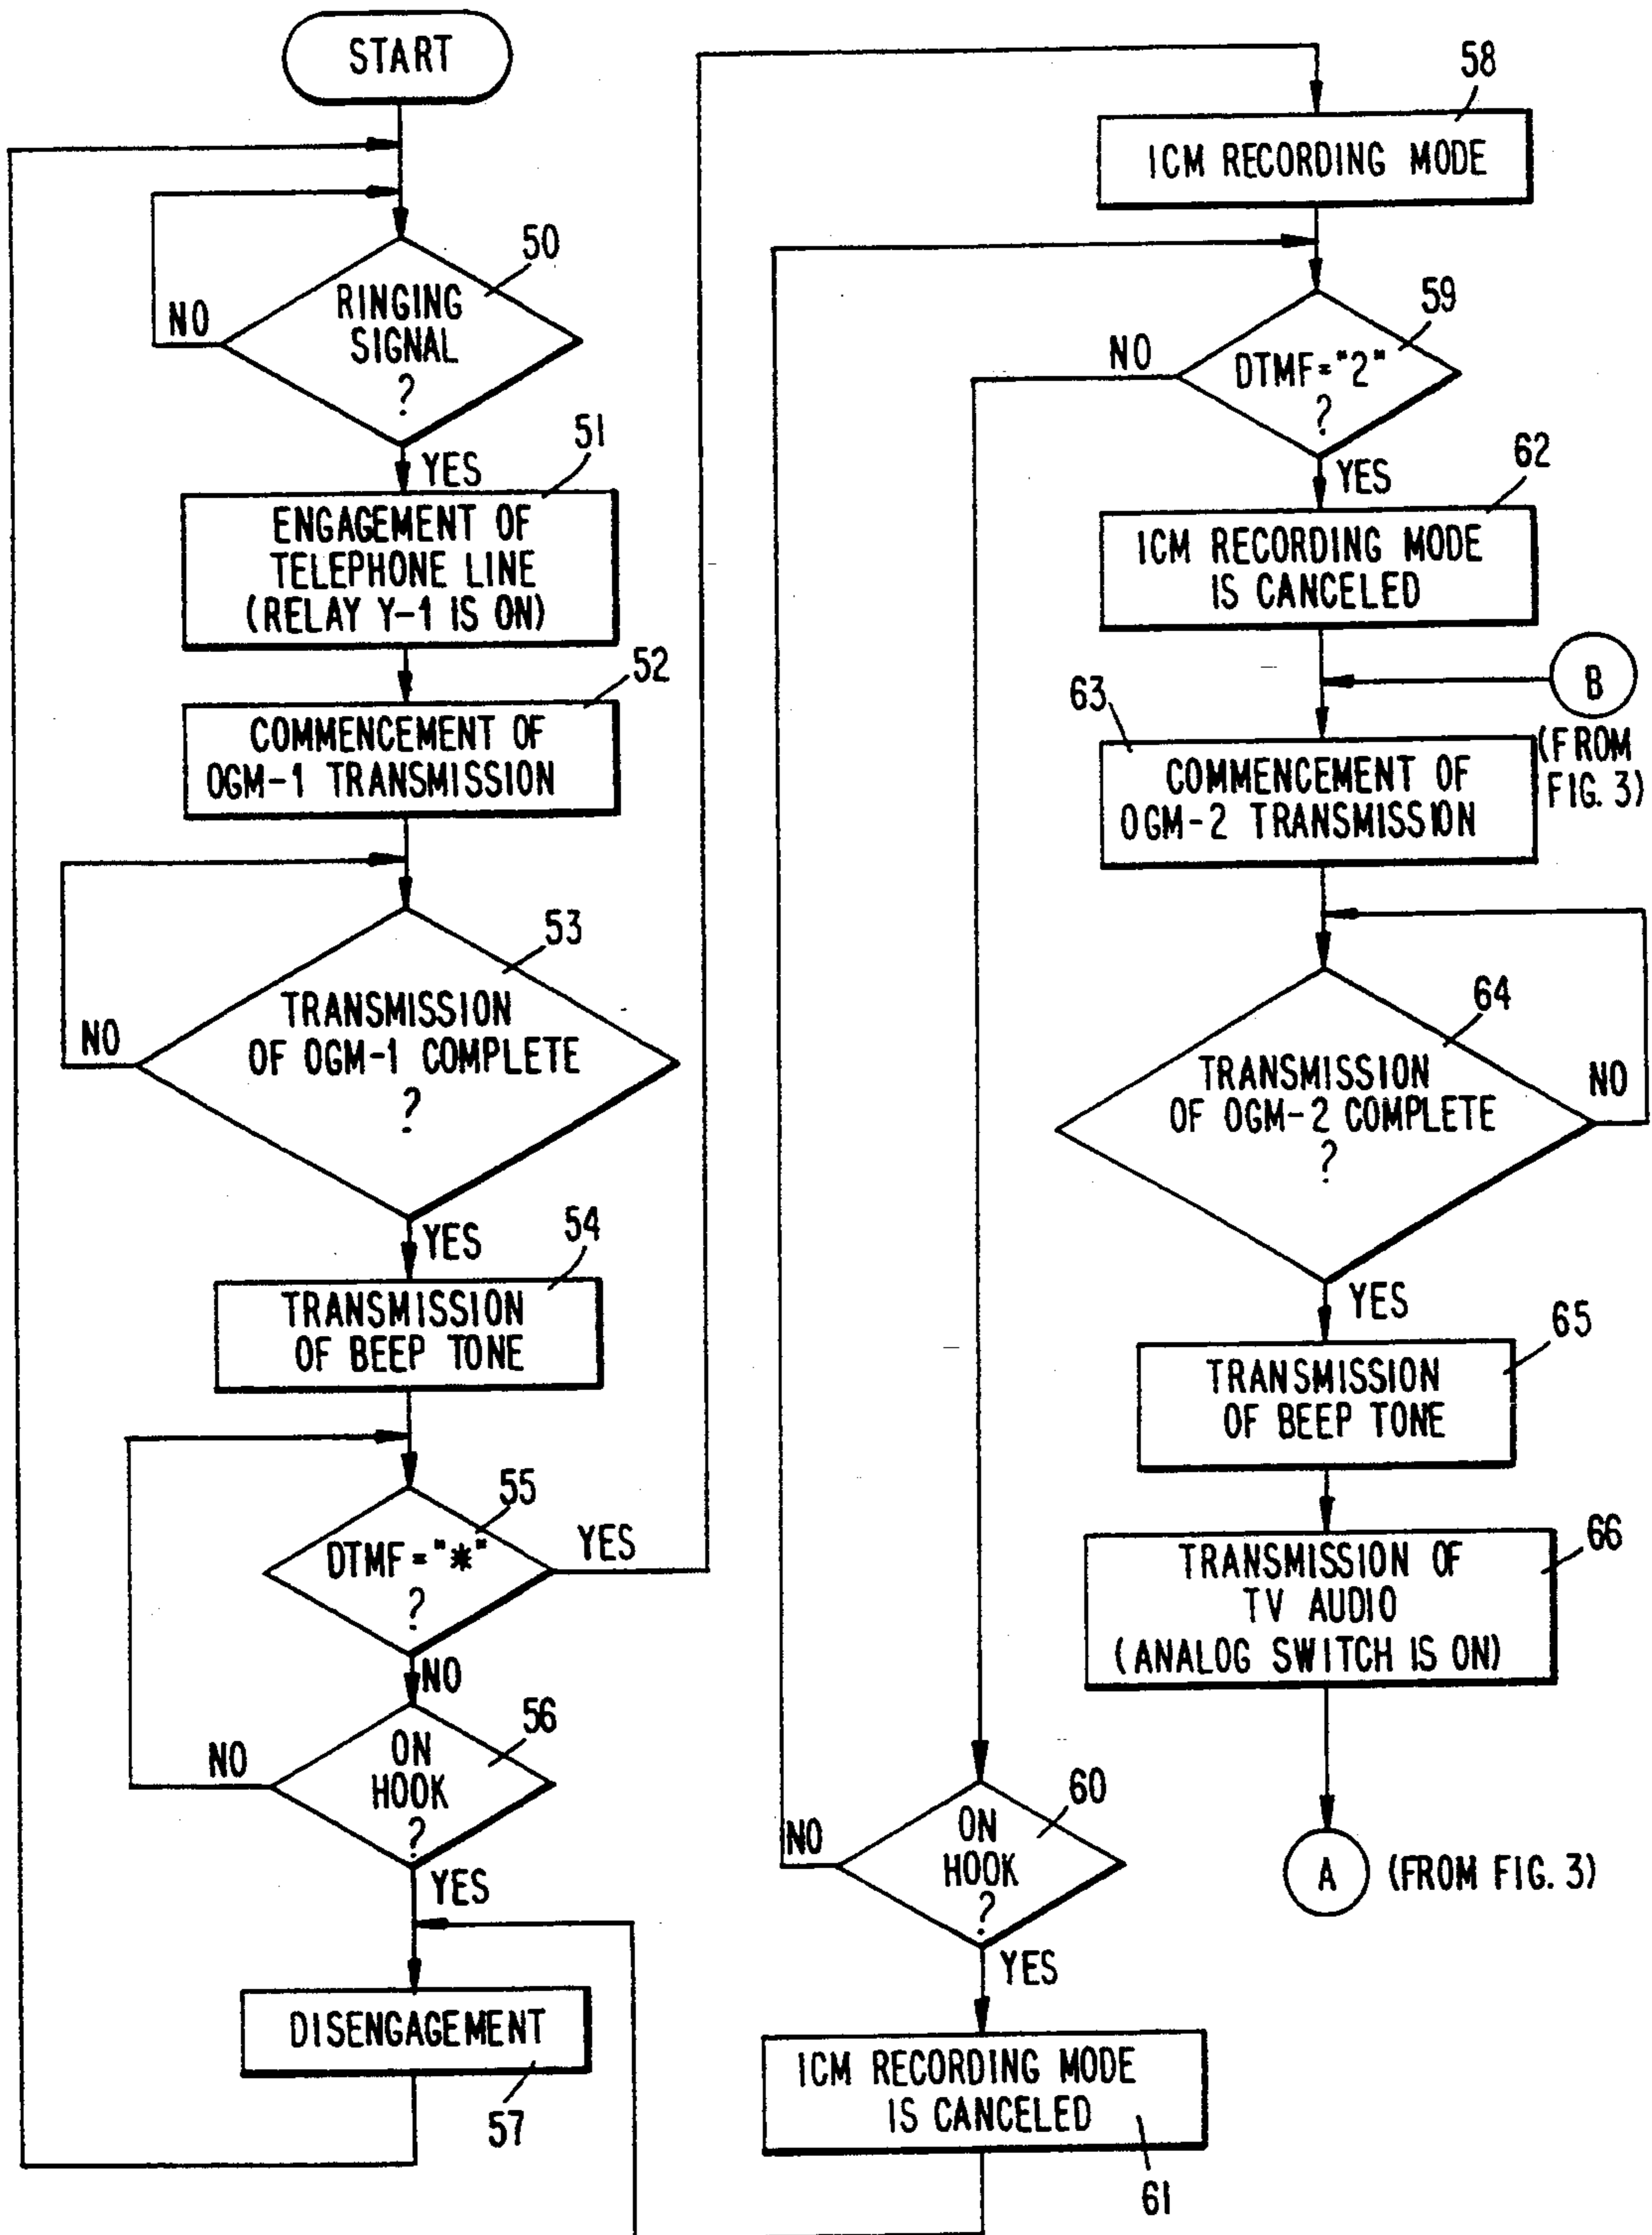 START
50
RINGING
SIGNAL
?
NO
YES
51
ENGAGEMENT OF
TELEPHONE LINE
(RELAY Y-1 IS ON)
52
COMMENCEMENT OF
OGM-1 TRANSMISSION
53
TRANSMISSION
OF OGM-1 COMPLETE
?
NO
YES
54
TRANSMISSION
OF BEEP TONE
55
DTMF="*"
?
YES
NO
56
ON
HOOK
?
NO
YES
DISENGAGEMENT
57
58
ICM RECORDING MODE
59
DTMF="2"
?
NO
YES
62
ICM RECORDING MODE
IS CANCELED
B
(FROM
FIG. 3)
63
COMMENCEMENT OF
OGM-2 TRANSMISSION
64
TRANSMISSION
OF OGM-2 COMPLETE
?
NO
YES
65
TRANSMISSION
OF BEEP TONE
66
TRANSMISSION OF
TV AUDIO
(ANALOG SWITCH IS ON)
A (FROM FIG. 3)
60
ON
HOOK
?
NO
YES
ICM RECORDING MODE
IS CANCELED
61